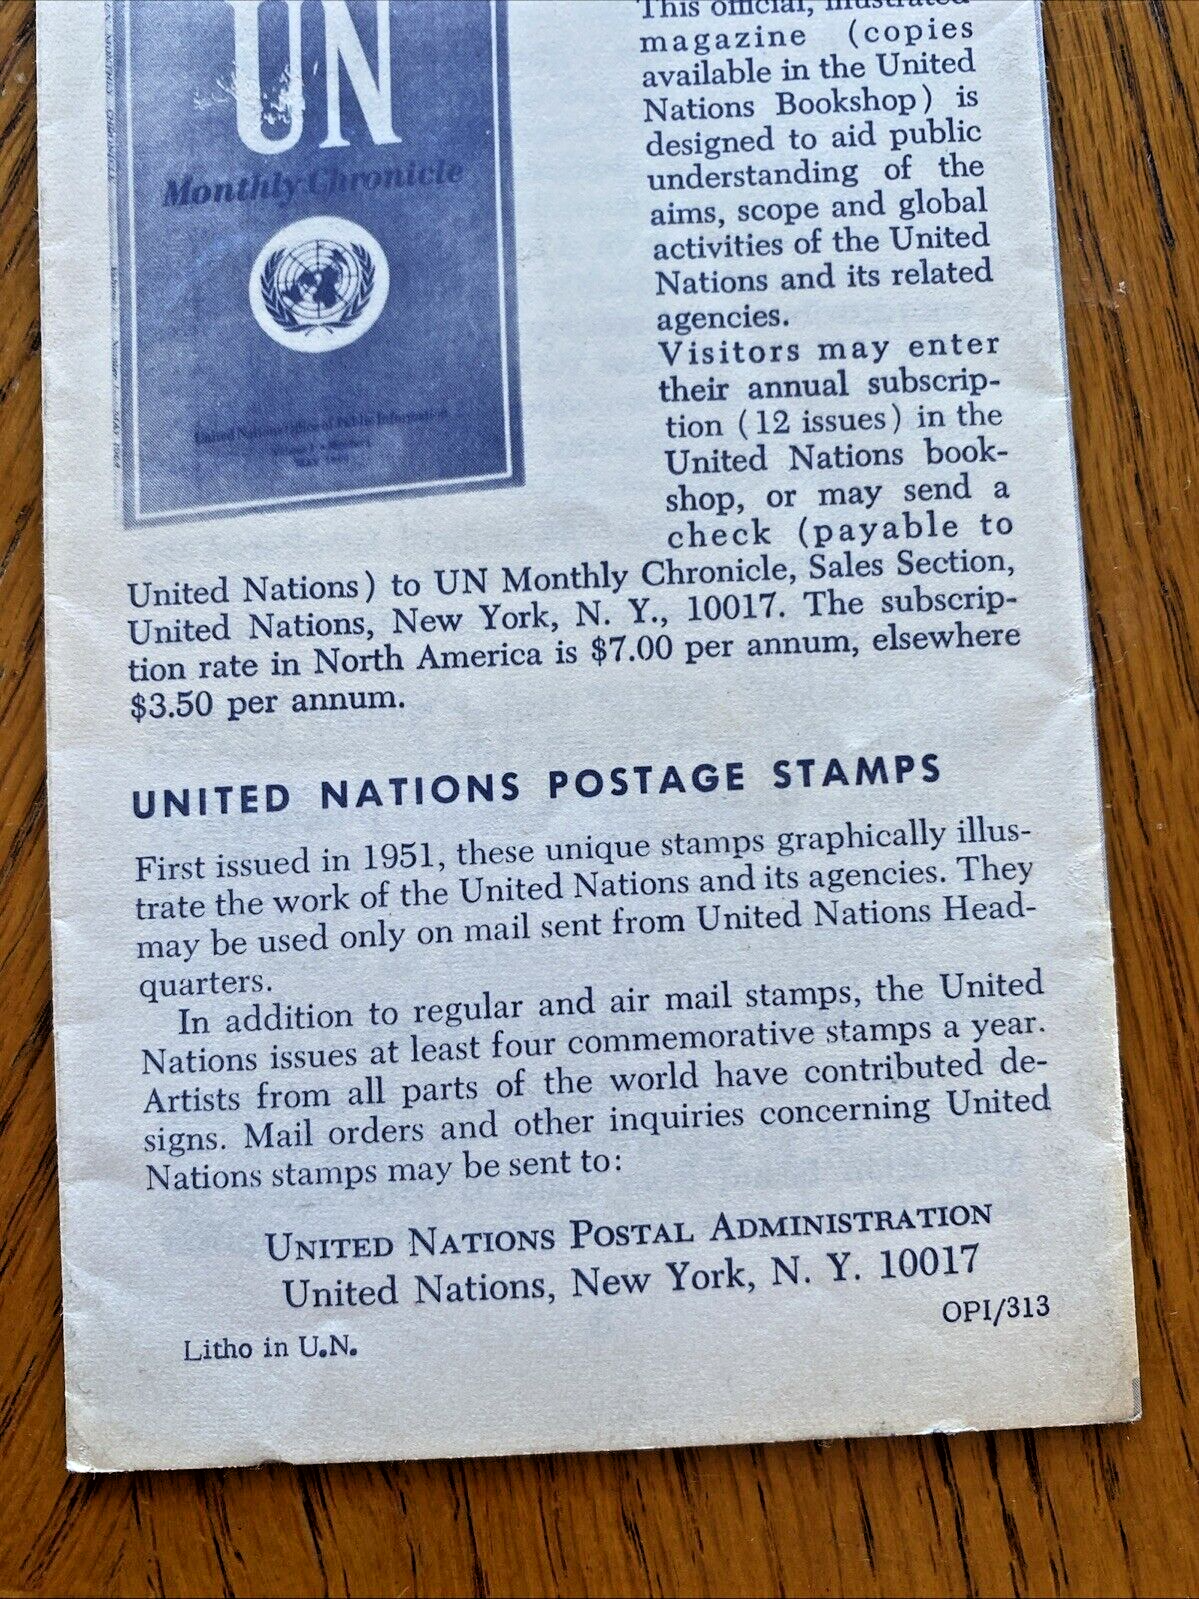 UN
Monthly Chronicle
United Nations Office of Public Information
This official, illustrated
magazine (copies
available in the United
Nations Bookshop) is
designed to aid public
understanding of the
aims, scope and global
activities of the United
Nations and its related
agencies.
Visitors may enter
their annual subscrip-
tion (12 issues) in the
United Nations book-
shop, or may send a
check (payable to
United Nations) to UN Monthly Chronicle, Sales Section,
United Nations, New York, N. Y., 10017. The subscrip-
tion rate in North America is $7.00 per annum, elsewhere
$3.50 per annum.
UNITED NATIONS POSTAGE STAMPS
First issued in 1951, these unique stamps graphically illus-
trate the work of the United Nations and its agencies. They
may be used only on mail sent from United Nations Head-
quarters.
In addition to regular and air mail stamps, the United
Nations issues at least four commemorative stamps a year.
Artists from all parts of the world have contributed de-
signs. Mail orders and other inquiries concerning United
Nations stamps may be sent to:
UNITED NATIONS POSTAL ADMINISTRATION
United Nations, New York, N. Y. 10017
OPI/313
Litho in U.N.